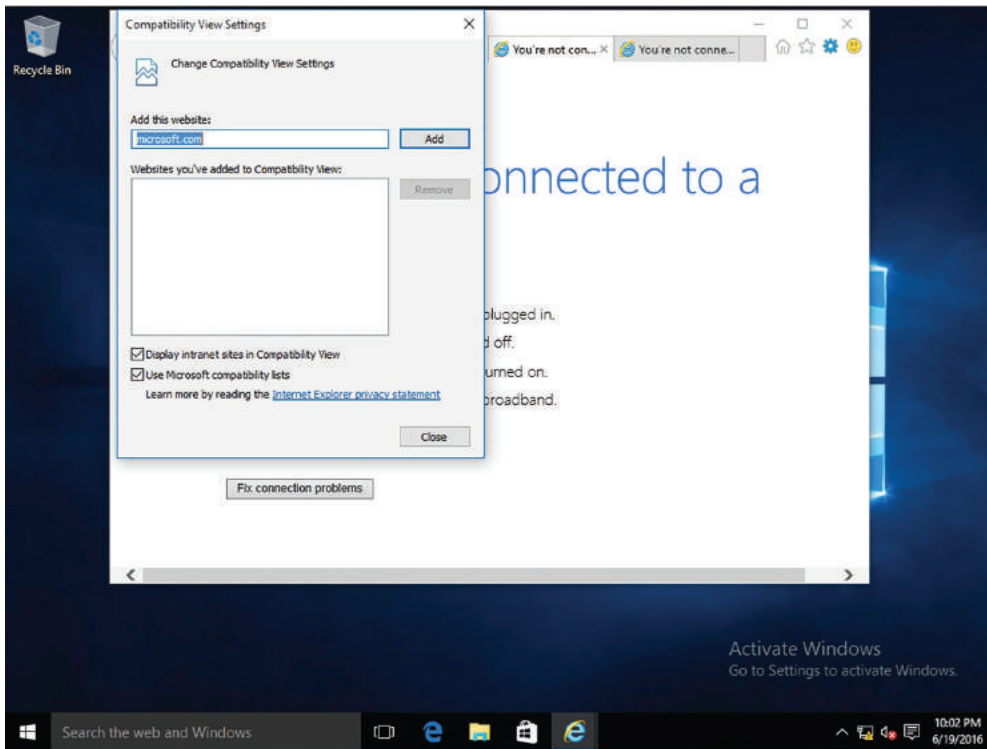 Recycle Bin
Compatibility View Settings
Change Compatibility View Settings
Add this website:
microsoft.com
Add
Websites you've added to Compatibility View:
Remove
Display intranet sites in Compatibility View
Use Microsoft compatibility lists
Learn more by reading the Internet Explorer privacy statement
Close
You're not con...
You're not conne...
onnected to a
plugged in.
d off.
urned on.
broadband.
Fix connection problems
Activate Windows
Go to Settings to activate Windows.
Search the web and Windows
10:02 PM
6/19/2016